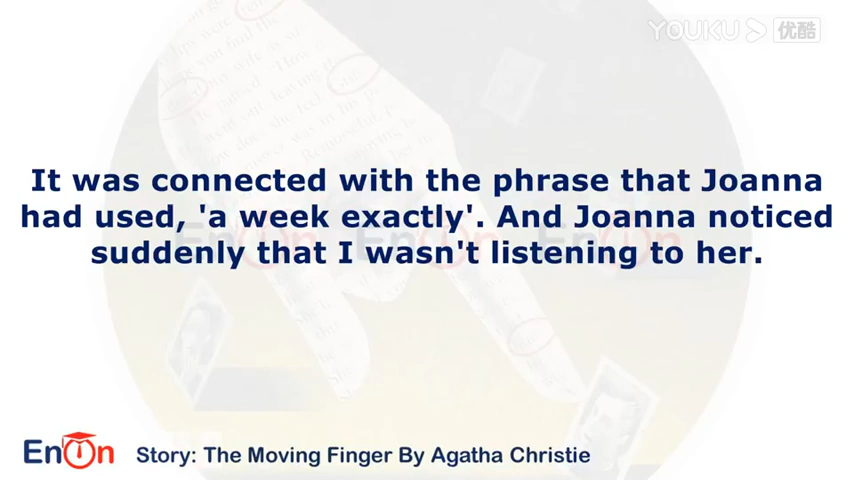 YOUKU 优酷
It was connected with the phrase that Joanna
had used, 'a week exactly'. And Joanna noticed
suddenly that I wasn't listening to her.
EnOn
Story: The Moving Finger By Agatha Christie